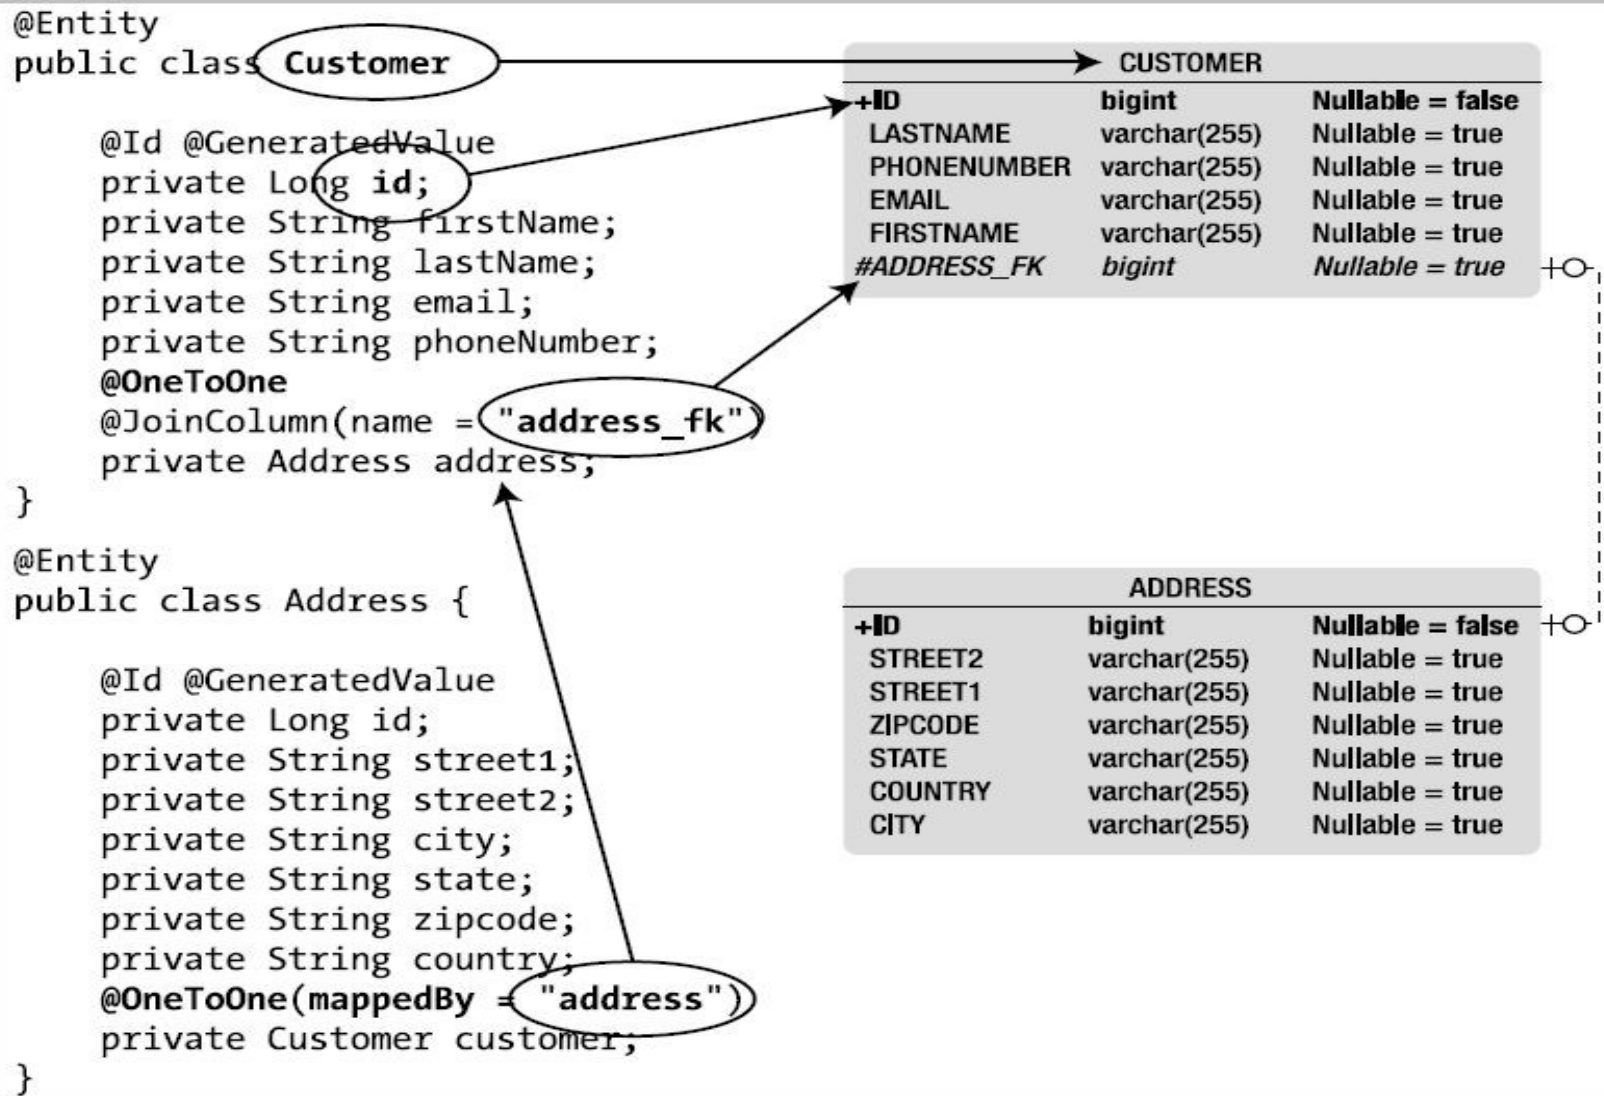 @Entity
public class Customer
@Id @GeneratedValue
private Long id;
private String firstName;
private String lastName;
private String email;
private String phoneNumber;
@OneToOne
@JoinColumn(name = "address_fk")
private Address address;
}
@Entity
public class Address {
@Id @GeneratedValue
private Long id;
private String street1;
private String street2;
private String city;
private String state;
private String zipcode;
private String country;
@OneToOne(mappedBy = "address")
private Customer customer;
}
CUSTOMER
+ID bigint Nullable = false
LASTNAME varchar(255) Nullable = true
PHONENUMBER varchar(255) Nullable = true
EMAIL varchar(255) Nullable = true
FIRSTNAME varchar(255) Nullable = true
#ADDRESS_FK bigint Nullable = true
ADDRESS
+ID bigint Nullable = false
STREET2 varchar(255) Nullable = true
STREET1 varchar(255) Nullable = true
ZIPCODE varchar(255) Nullable = true
STATE varchar(255) Nullable = true
COUNTRY varchar(255) Nullable = true
CITY varchar(255) Nullable = true